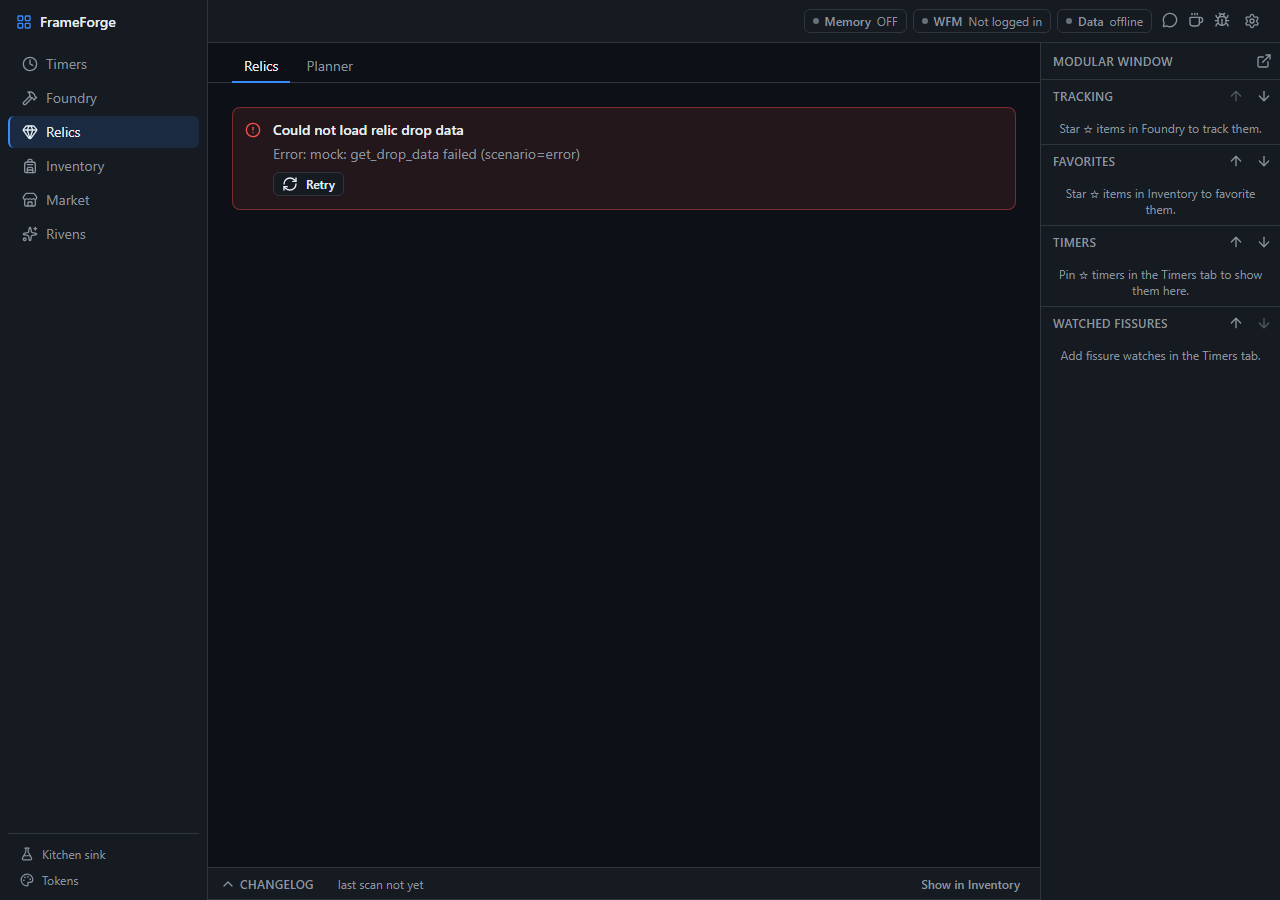 FrameForge
Memory OFF
WFM Not logged in
Data offline
Timers
Foundry
Relics
Inventory
Market
Rivens
Kitchen sink
Tokens
Relics
Planner
Could not load relic drop data
Error: mock: get_drop_data failed (scenario=error)
Retry
MODULAR WINDOW
TRACKING
Star ☆ items in Foundry to track them.
FAVORITES
Star ☆ items in Inventory to favorite
them.
TIMERS
Pin ☆ timers in the Timers tab to show
them here.
WATCHED FISSURES
Add fissure watches in the Timers tab.
CHANGELOG
last scan not yet
Show in Inventory